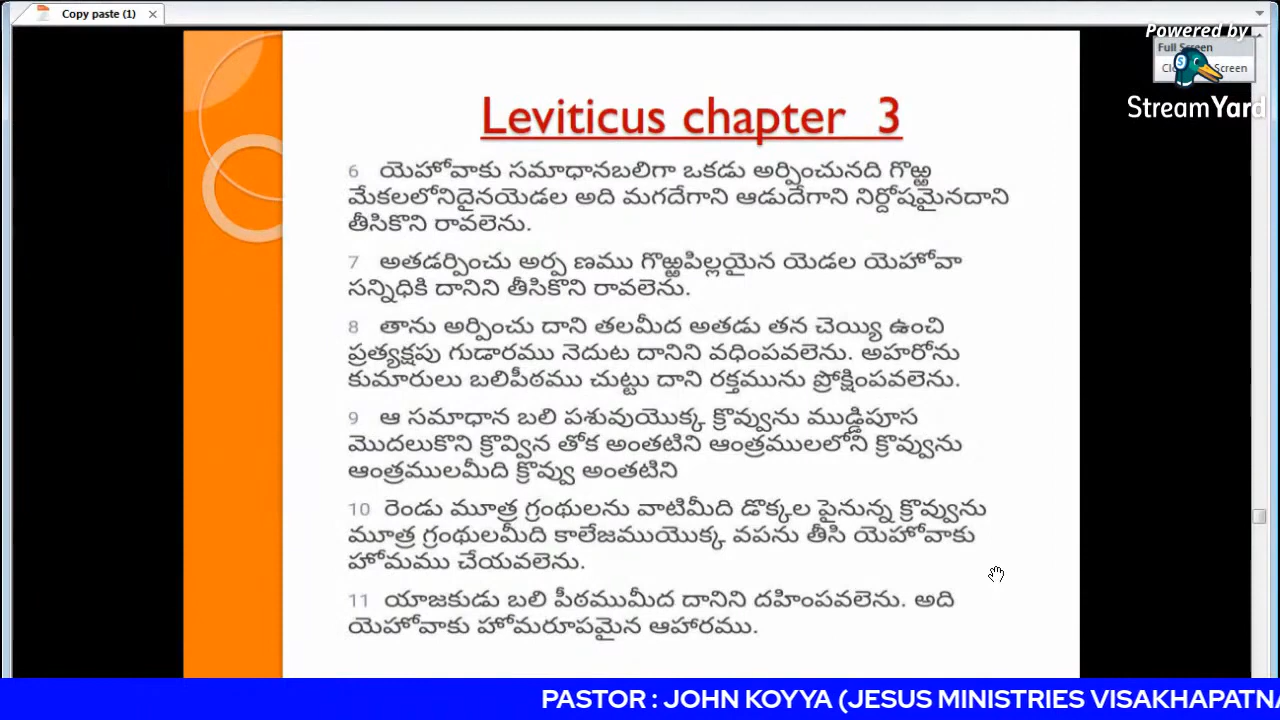 Copy paste (1)
Powered by
Full Screen
StreamYard
Leviticus chapter 3
6 యెహోవాకు సమాధానబలిగా ఒకడు అర్పించునది గొఱ్ఱ
మేకలలోనిదైనయెడల అది మగదేగాని ఆడుదేగాని నిర్దోషమైనదాని
తీసికొని రావలెను.
7 అతడర్పించు అర్ప ణము గొఱ్ఱపిల్లయైన యెడల యెహోవా
సన్నిధికి దానిని తీసికొని రావలెను.
8 తాను అర్పించు దాని తలమీద అతడు తన చెయ్యి ఉంచి
ప్రత్యక్షపు గుడారము నెదుట దానిని వధింపవలెను. అహరోను
కుమారులు బలిపీఠము చుట్టు దాని రక్తమును ప్రోక్షింపవలెను.
9 ఆ సమాధాన బలి పశువుయొక్క క్రొవ్వును ముడ్డిపూస
మొదలుకొని క్రొవ్విన తోక అంతటిని ఆంత్రములలోని క్రొవ్వును
ఆంత్రములమీది క్రొవ్వు అంతటిని
10 రెండు మూత్ర గ్రంథులను వాటిమీది డొక్కల పైనున్న క్రొవ్వును
మూత్ర గ్రంథులమీది కాలేజముయొక్క వపను తీసి యెహోవాకు
హోమము చేయవలెను.
11 యాజకుడు బలి పీఠముమీద దానిని దహింపవలెను. అది
యెహోవాకు హోమరూపమైన ఆహారము.
PASTOR : JOHN KOYYA (JESUS MINISTRIES VISAKHAPATNA